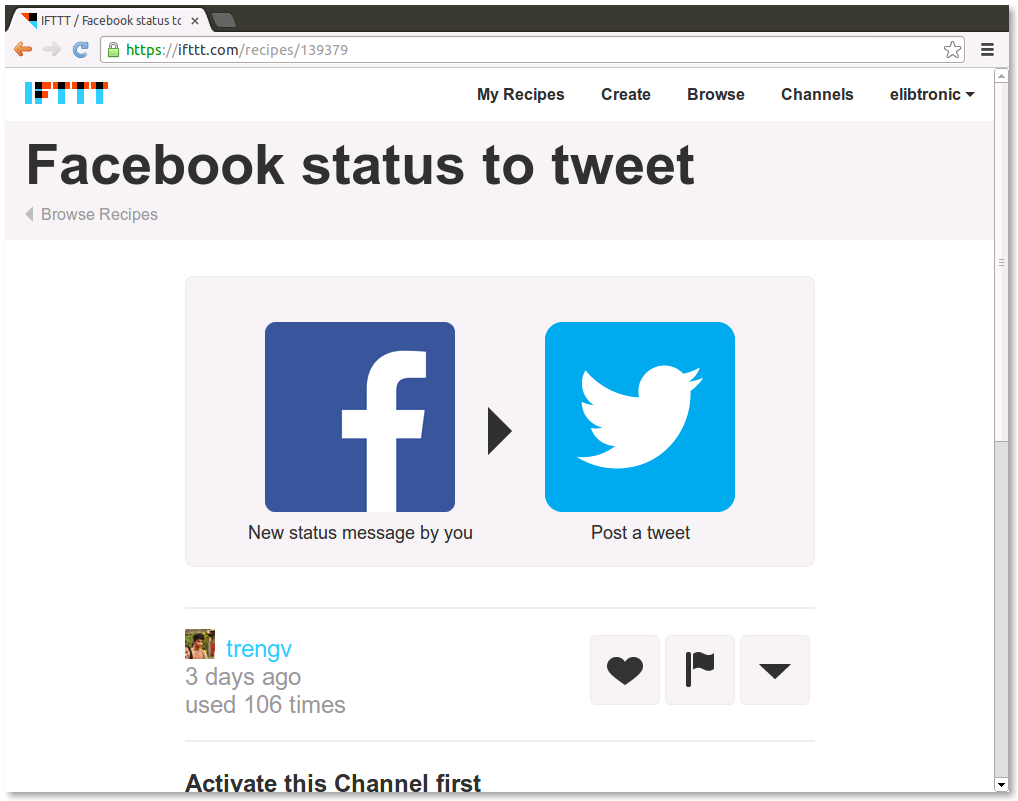 IFTTT / Facebook status to
https://ifttt.com/recipes/139379
IFTTT My Recipes Create Browse Channels elibtronic
Facebook status to tweet
Browse Recipes
New status message by you Post a tweet
trengv
3 days ago
used 106 times
Activate this Channel first